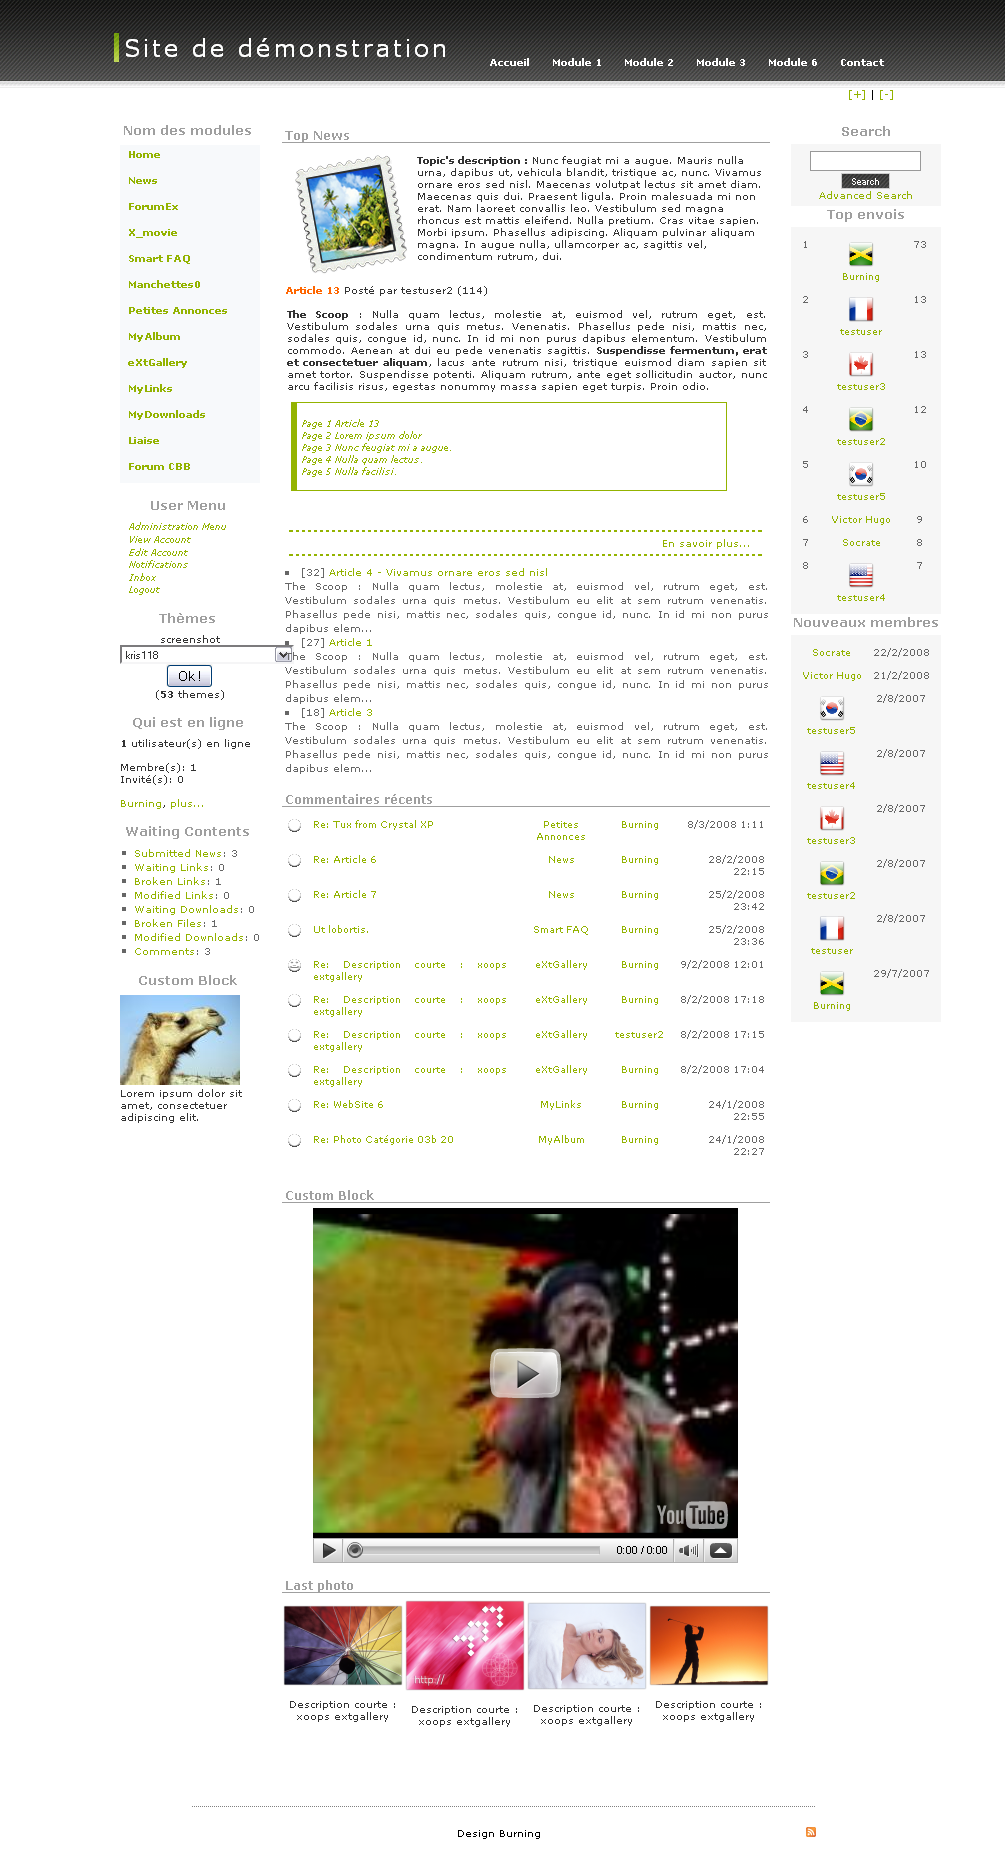 Site de démonstration
Accueil Module 1 Module 2 Module 3 Module 6 Contact
[+] | [-]
Nom des modules
Home
News
ForumEx
X_movie
Smart FAQ
Manchettes0
Petites Annonces
MyAlbum
eXtGallery
MyLinks
MyDownloads
Liaise
Forum CBB
User Menu
Administration Menu
View Account
Edit Account
Notifications
Inbox
Logout
Thèmes
screenshot
kris118
Ok!
(53 themes)
Qui est en ligne
1 utilisateur(s) en ligne
Membre(s): 1
Invité(s): 0
Burning, plus...
Waiting Contents
Submitted News: 3
Waiting Links: 0
Broken Links: 1
Modified Links: 0
Waiting Downloads: 0
Broken Files: 1
Modified Downloads: 0
Comments: 3
Custom Block
Lorem ipsum dolor sit
amet, consectetuer
adipiscing elit.
Top News
Topic's description : Nunc feugiat mi a augue. Mauris nulla
urna, dapibus ut, vehicula blandit, tristique ac, nunc. Vivamus
ornare eros sed nisl. Maecenas volutpat lectus sit amet diam.
Maecenas quis dui. Praesent ligula. Proin malesuada mi non
erat. Nam laoreet convallis leo. Vestibulum sed magna
rhoncus est mattis eleifend. Nulla pretium. Cras vitae sapien.
Morbi ipsum. Phasellus adipiscing. Aliquam pulvinar aliquam
magna. In augue nulla, ullamcorper ac, sagittis vel,
condimentum rutrum, dui.
Article 13 Posté par testuser2 (114)
The Scoop : Nulla quam lectus, molestie at, euismod vel, rutrum eget, est.
Vestibulum sodales urna quis metus. Venenatis. Phasellus pede nisi, mattis nec,
sodales quis, congue id, nunc. In id mi non purus dapibus elementum. Vestibulum
commodo. Aenean at dui eu pede venenatis sagittis. Suspendisse fermentum, erat
et consectetuer aliquam, lacus ante rutrum nisi, tristique euismod diam sapien sit
amet tortor. Suspendisse potenti. Aliquam rutrum, ante eget sollicitudin auctor, nunc
arcu facilisis risus, egestas nonummy massa sapien eget turpis. Proin odio.
Page 1 Article 13
Page 2 Lorem ipsum dolor
Page 3 Nunc feugiat mi a augue.
Page 4 Nulla quam lectus.
Page 5 Nulla facilisi.
En savoir plus...
[32] Article 4 - Vivamus ornare eros sed nisl
The Scoop : Nulla quam lectus, molestie at, euismod vel, rutrum eget, est.
Vestibulum sodales urna quis metus. Vestibulum eu elit at sem rutrum venenatis.
Phasellus pede nisi, mattis nec, sodales quis, congue id, nunc. In id mi non purus
dapibus elem...
[27] Article 1
The Scoop : Nulla quam lectus, molestie at, euismod vel, rutrum eget, est.
Vestibulum sodales urna quis metus. Vestibulum eu elit at sem rutrum venenatis.
Phasellus pede nisi, mattis nec, sodales quis, congue id, nunc. In id mi non purus
dapibus elem...
[18] Article 3
The Scoop : Nulla quam lectus, molestie at, euismod vel, rutrum eget, est.
Vestibulum sodales urna quis metus. Vestibulum eu elit at sem rutrum venenatis.
Phasellus pede nisi, mattis nec, sodales quis, congue id, nunc. In id mi non purus
dapibus elem...
Commentaires récents
Re: Tux from Crystal XP Petites Burning 8/3/2008 1:11
Annonces
Re: Article 6 News Burning 28/2/2008
22:15
Re: Article 7 News Burning 25/2/2008
23:42
Ut lobortis. Smart FAQ Burning 25/2/2008
23:36
Re: Description courte : xoops eXtGallery Burning 9/2/2008 12:01
extgallery
Re: Description courte : xoops eXtGallery Burning 8/2/2008 17:18
extgallery
Re: Description courte : xoops eXtGallery testuser2 8/2/2008 17:15
extgallery
Re: Description courte : xoops eXtGallery Burning 8/2/2008 17:04
extgallery
Re: WebSite 6 MyLinks Burning 24/1/2008
22:55
Re: Photo Catégorie 03b 20 MyAlbum Burning 24/1/2008
22:27
Custom Block
YouTube
0:00 / 0:00
Last photo
http://
Description courte :
xoops extgallery
Description courte :
xoops extgallery
Description courte :
xoops extgallery
Description courte :
xoops extgallery
Search
Search
Advanced Search
Top envois
1 73
Burning
2 13
testuser
3 13
testuser3
4 12
testuser2
5 10
testuser5
6 Victor Hugo 9
7 Socrate 8
8 7
testuser4
Nouveaux membres
Socrate 22/2/2008
Victor Hugo 21/2/2008
2/8/2007
testuser5
2/8/2007
testuser4
2/8/2007
testuser3
2/8/2007
testuser2
2/8/2007
testuser
29/7/2007
Burning
Design Burning